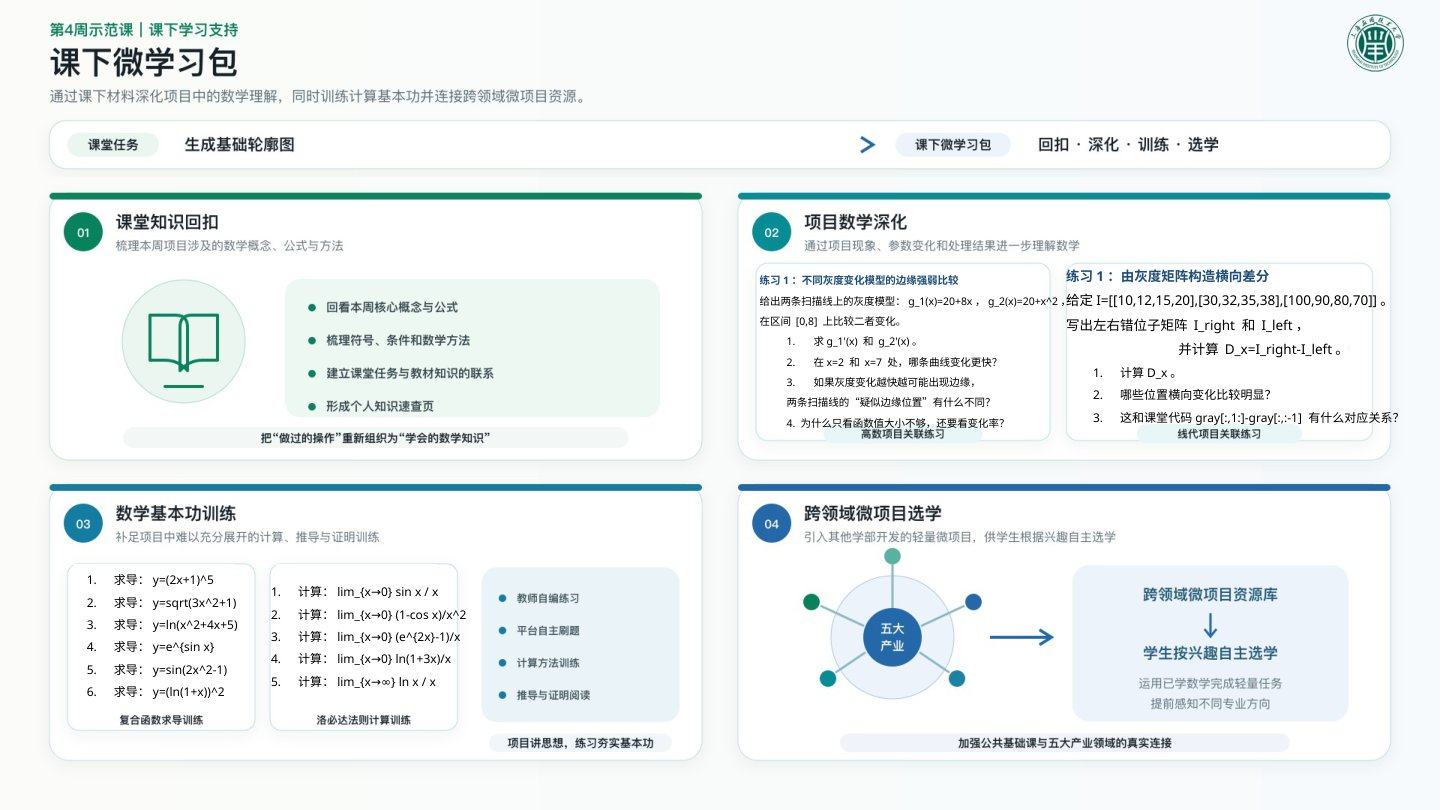 第4周示范课｜课下学习支持
课下微学习包
通过课下材料深化项目中的数学理解，同时训练计算基本功并连接跨领域微项目资源。
课堂任务
生成基础轮廓图
课下微学习包
回扣 · 深化 · 训练 · 选学
01
课堂知识回扣
梳理本周项目涉及的数学概念、公式与方法
回看本周核心概念与公式
梳理符号、条件和数学方法
建立课堂任务与教材知识的联系
形成个人知识速查页
把“做过的操作”重新组织为“学会的数学知识”
02
项目数学深化
通过项目现象、参数变化和处理结果进一步理解数学
练习 1： 不同灰度变化模型的边缘强弱比较
给出两条扫描线上的灰度模型： g_1(x)=20+8x ， g_2(x)=20+x^2 ，
在区间 [0,8] 上比较二者变化。
1. 求 g_1'(x) 和 g_2'(x) 。
2. 在 x=2 和 x=7 处，哪条曲线变化更快？
3. 如果灰度变化越快越可能出现边缘，
两条扫描线的“疑似边缘位置”有什么不同？
4. 为什么只看函数值大小不够，还要看变化率？
高数项目关联练习
练习 1： 由灰度矩阵构造横向差分
给定 I=[[10,12,15,20],[30,32,35,38],[100,90,80,70]] 。
写出左右错位子矩阵 I_right 和 I_left ，
并计算 D_x=I_right-I_left 。
1. 计算 D_x 。
2. 哪些位置横向变化比较明显？
3. 这和课堂代码 gray[:,1:]-gray[:,:-1] 有什么对应关系？
线代项目关联练习
03
数学基本功训练
补足项目中难以充分展开的计算、推导与证明训练
1. 求导： y=(2x+1)^5
2. 求导： y=sqrt(3x^2+1)
3. 求导： y=ln(x^2+4x+5)
4. 求导： y=e^{sin x}
5. 求导： y=sin(2x^2-1)
6. 求导： y=(ln(1+x))^2
复合函数求导训练
1. 计算： lim_{x→0} sin x / x
2. 计算： lim_{x→0} (1-cos x)/x^2
3. 计算： lim_{x→0} (e^{2x}-1)/x
4. 计算： lim_{x→0} ln(1+3x)/x
5. 计算： lim_{x→∞} ln x / x
洛必达法则计算训练
教师自编练习
平台自主刷题
计算方法训练
推导与证明阅读
项目讲思想，练习夯实基本功
04
跨领域微项目选学
引入其他学部开发的轻量微项目，供学生根据兴趣自主选学
五大
产业
跨领域微项目资源库
学生按兴趣自主选学
运用已学数学完成轻量任务
提前感知不同专业方向
加强公共基础课与五大产业领域的真实连接